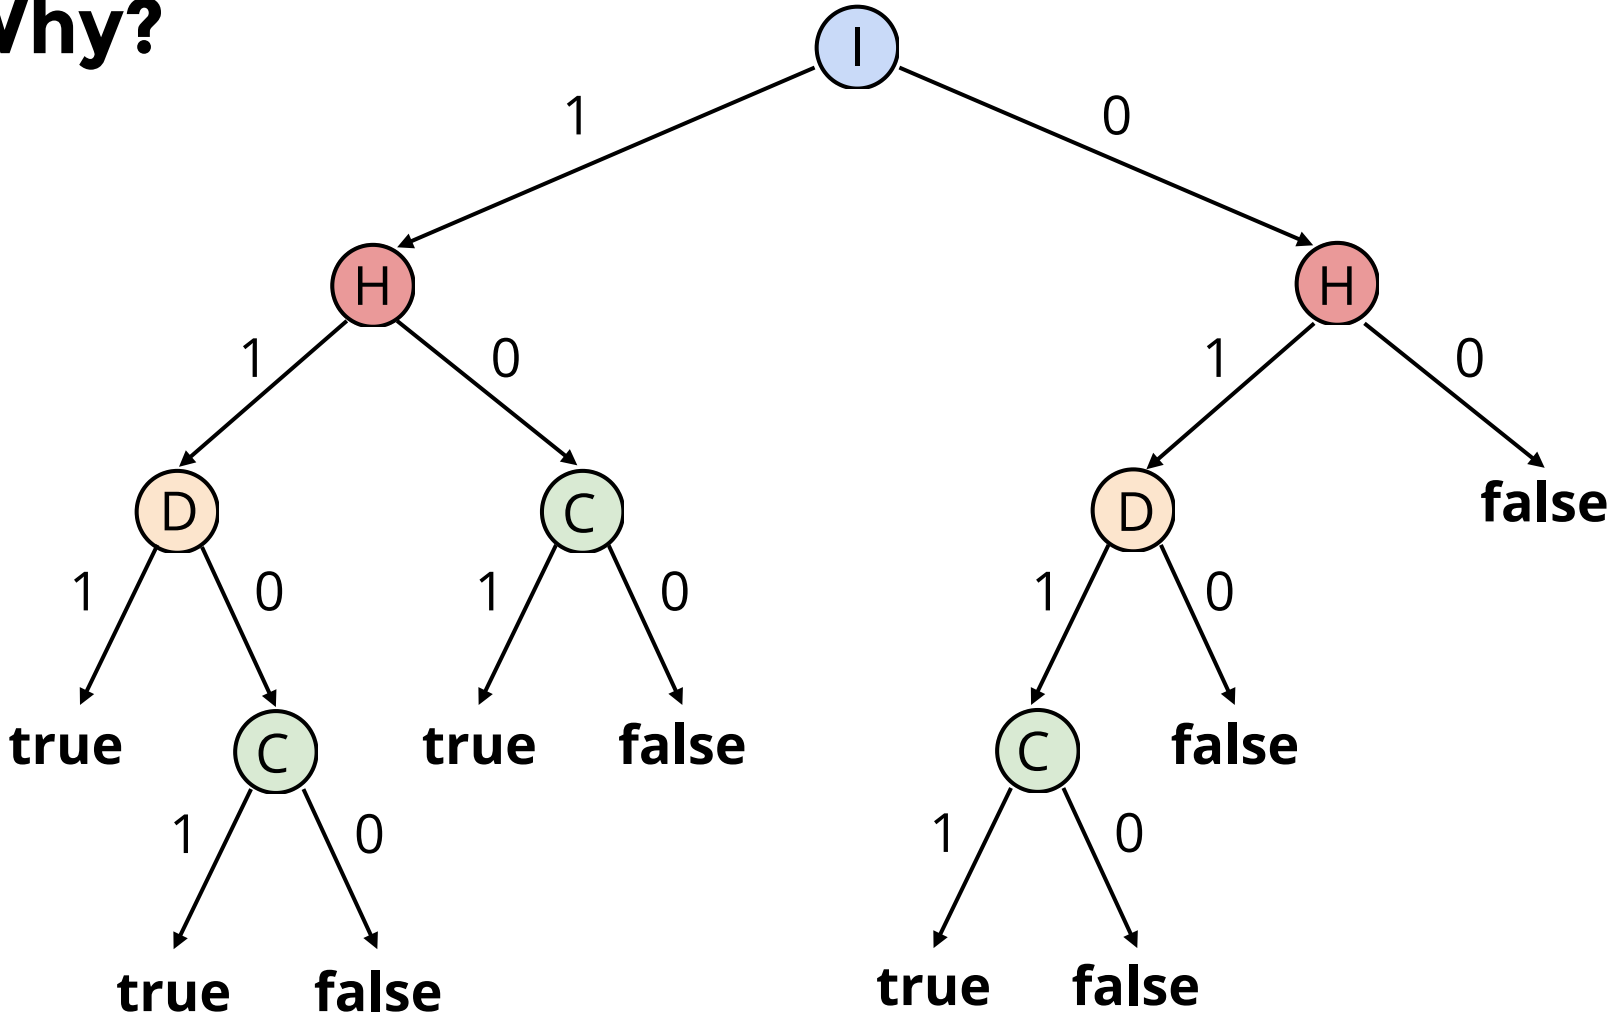 Why?
I
1 0
H H
1 0 1 0
D C D false
1 0 1 0 1 0
true C true false C false
1 0 1 0
true false true false